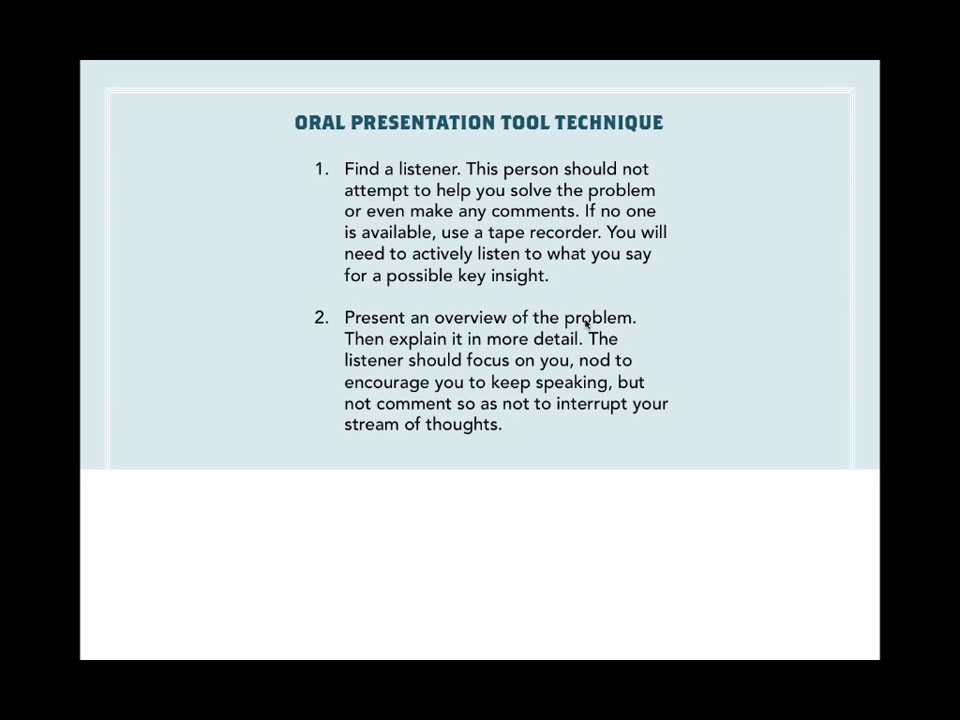 ORAL PRESENTATION TOOL TECHNIQUE
1. Find a listener. This person should not
attempt to help you solve the problem
or even make any comments. If no one
is available, use a tape recorder. You will
need to actively listen to what you say
for a possible key insight.
2. Present an overview of the problem.
Then explain it in more detail. The
listener should focus on you, nod to
encourage you to keep speaking, but
not comment so as not to interrupt your
stream of thoughts.